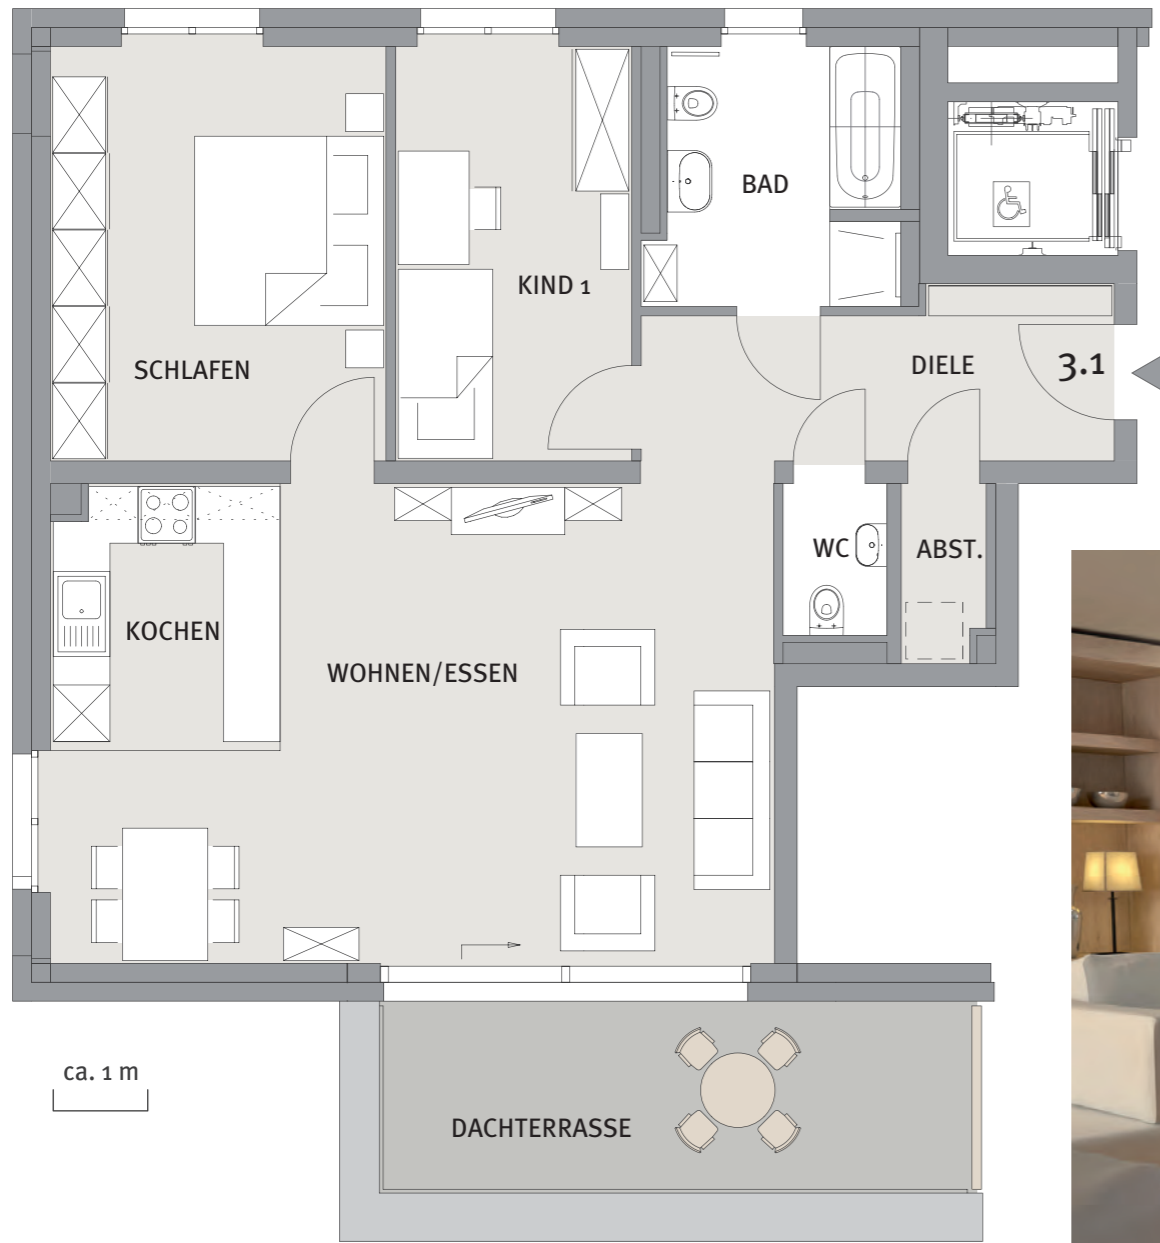 BAD
KIND 1
SCHLAFEN
DIELE
3.1
WC
ABST.
KOCHEN
WOHNEN/ESSEN
ca. 1 m
DACHTERRASSE